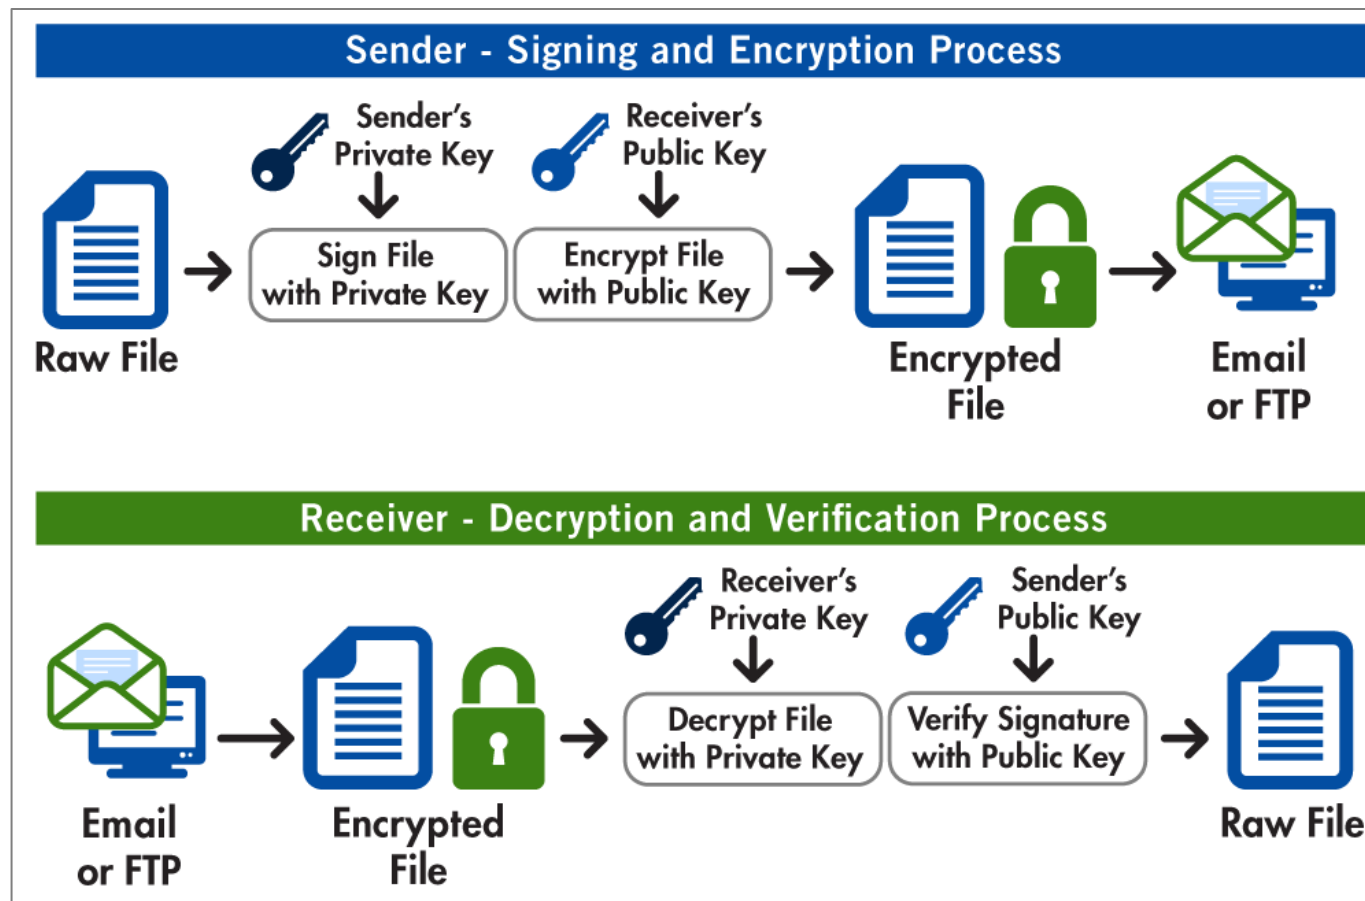 Sender - Signing and Encryption Process
Sender's
Private Key
Receiver's
Public Key
Sign File
with Private Key
Encrypt File
with Public Key
Raw File
Encrypted
File
Email
or FTP
Receiver - Decryption and Verification Process
Receiver's
Private Key
Sender's
Public Key
Decrypt File
with Private Key
Verify Signature
with Public Key
Email
or FTP
Encrypted
File
Raw File